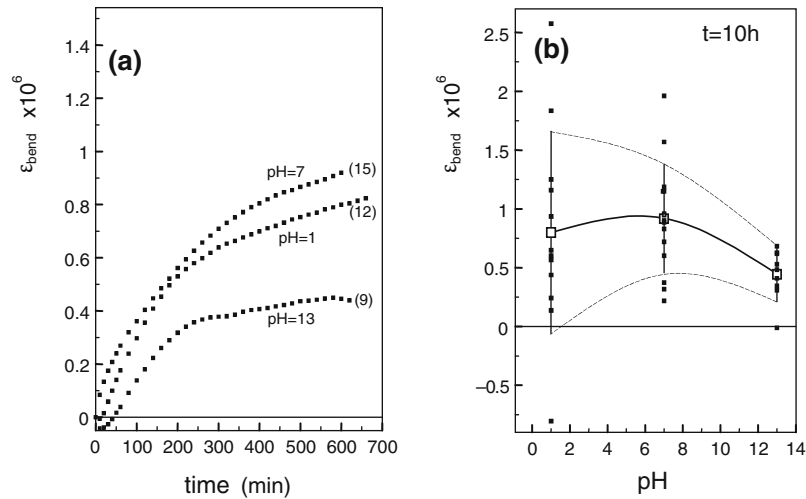 (a)
ε_bend x10^6
1.4
1.2
1
0.8
0.6
0.4
0.2
0
pH=7
(15)
(12)
pH=1
(9)
pH=13
0 100 200 300 400 500 600 700
time (min)
(b)
t=10h
ε_bend x10^6
2.5
2
1.5
1
0.5
0
−0.5
0 2 4 6 8 10 12 14
pH